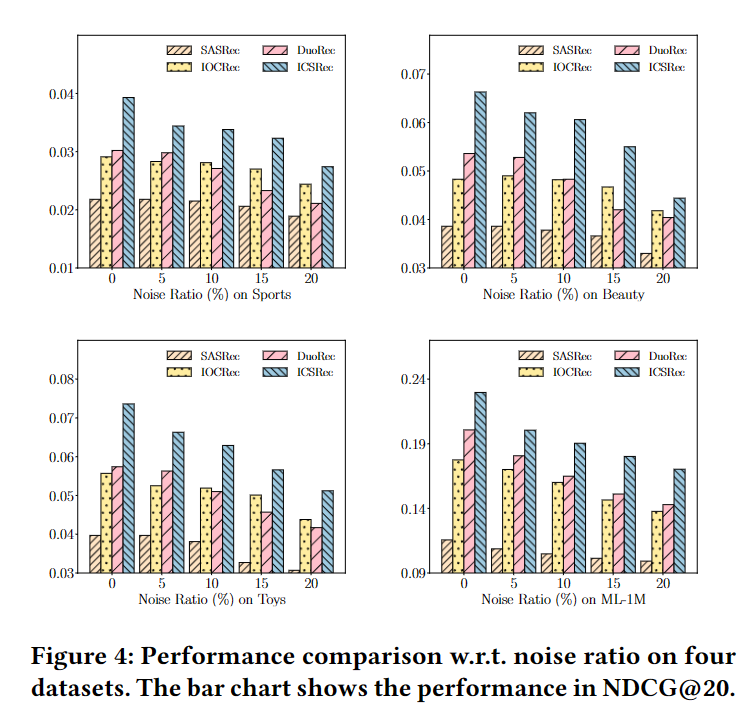 SASRec DuoRec
IOCRec ICSRec
0.04
0.03
0.02
0.01
0 5 10 15 20
Noise Ratio (%) on Sports
SASRec DuoRec
IOCRec ICSRec
0.07
0.06
0.05
0.04
0.03
0 5 10 15 20
Noise Ratio (%) on Beauty
SASRec DuoRec
IOCRec ICSRec
0.08
0.07
0.06
0.05
0.04
0.03
0 5 10 15 20
Noise Ratio (%) on Toys
SASRec DuoRec
IOCRec ICSRec
0.24
0.19
0.14
0.09
0 5 10 15 20
Noise Ratio (%) on ML-1M
Figure 4: Performance comparison w.r.t. noise ratio on four
datasets. The bar chart shows the performance in NDCG@20.